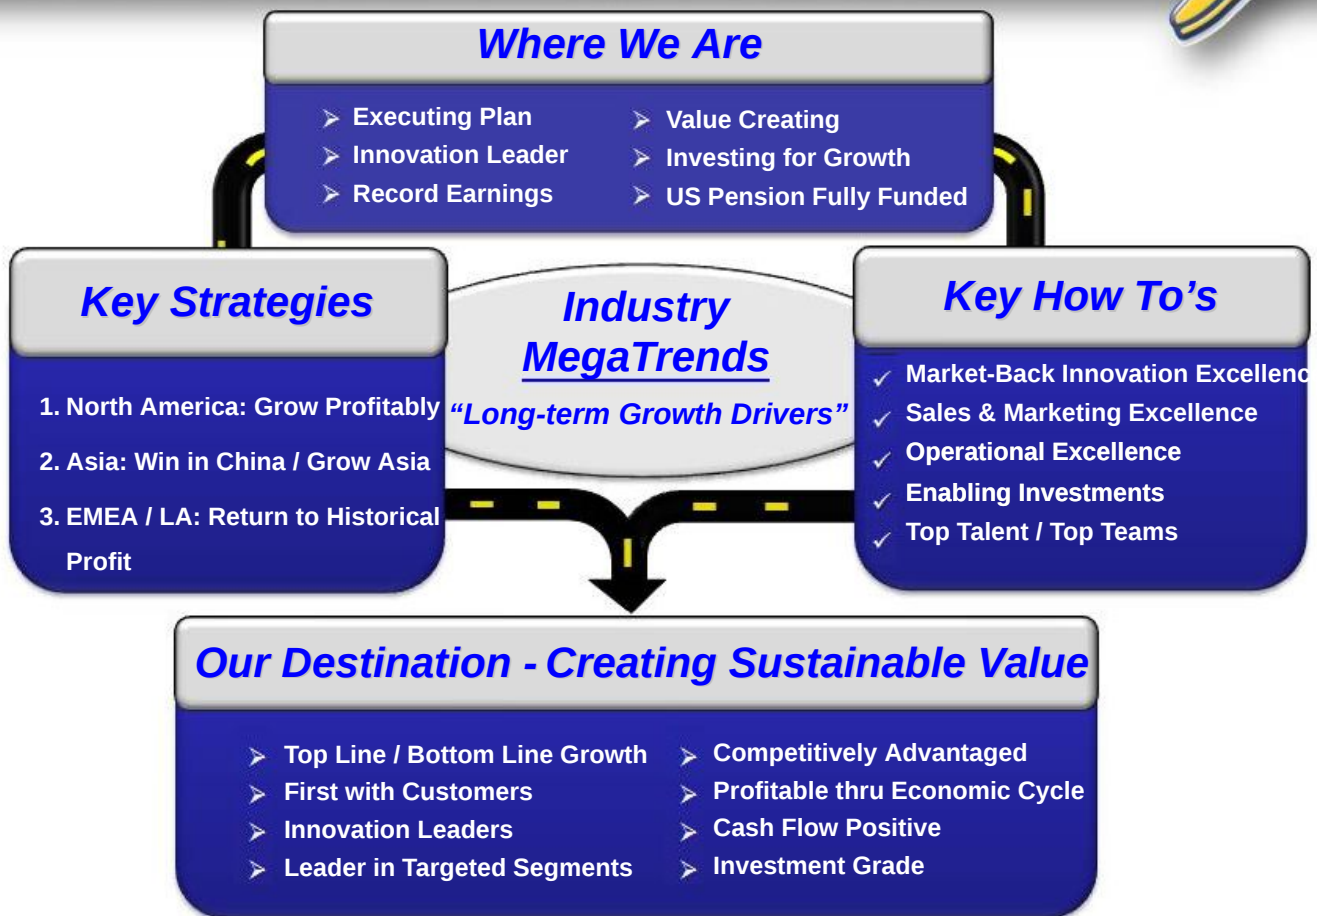 Where We Are
Executing Plan
Innovation Leader
Record Earnings
Value Creating
Investing for Growth
US Pension Fully Funded
Key Strategies
1. North America: Grow Profitably
2. Asia: Win in China / Grow Asia
3. EMEA / LA: Return to Historical
Profit
Industry
MegaTrends
“Long-term Growth Drivers”
Key How To’s
Market-Back Innovation Excellenc
Sales & Marketing Excellence
Operational Excellence
Enabling Investments
Top Talent / Top Teams
Our Destination - Creating Sustainable Value
Top Line / Bottom Line Growth
First with Customers
Innovation Leaders
Leader in Targeted Segments
Competitively Advantaged
Profitable thru Economic Cycle
Cash Flow Positive
Investment Grade